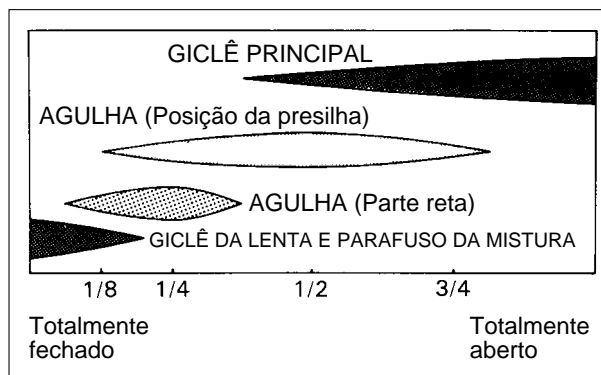 GICLÊ PRINCIPAL
AGULHA (Posição da presilha)
AGULHA (Parte reta)
GICLÊ DA LENTA E PARAFUSO DA MISTURA
1/8 1/4 1/2 3/4
Totalmente fechado
Totalmente aberto